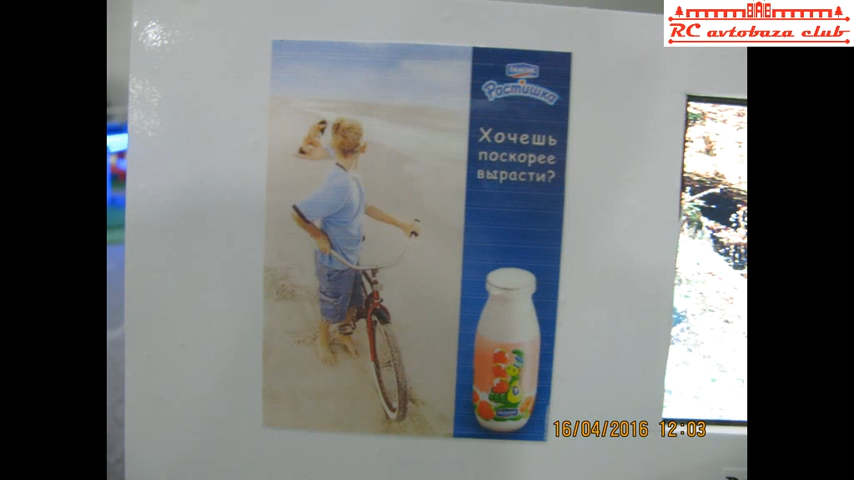 RC avtobaza club
DANONE
Растишка
Хочешь
поскорее
вырасти?
16/04/2016 12:03